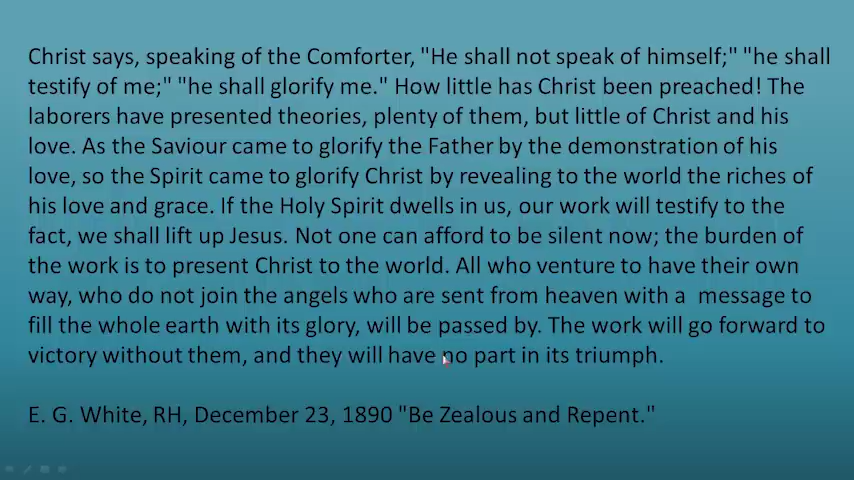 Christ says, speaking of the Comforter, "He shall not speak of himself;" "he shall
testify of me;" "he shall glorify me." How little has Christ been preached! The
laborers have presented theories, plenty of them, but little of Christ and his
love. As the Saviour came to glorify the Father by the demonstration of his
love, so the Spirit came to glorify Christ by revealing to the world the riches of
his love and grace. If the Holy Spirit dwells in us, our work will testify to the
fact, we shall lift up Jesus. Not one can afford to be silent now; the burden of
the work is to present Christ to the world. All who venture to have their own
way, who do not join the angels who are sent from heaven with a  message to
fill the whole earth with its glory, will be passed by. The work will go forward to
victory without them, and they will have no part in its triumph.
E. G. White, RH, December 23, 1890 "Be Zealous and Repent."